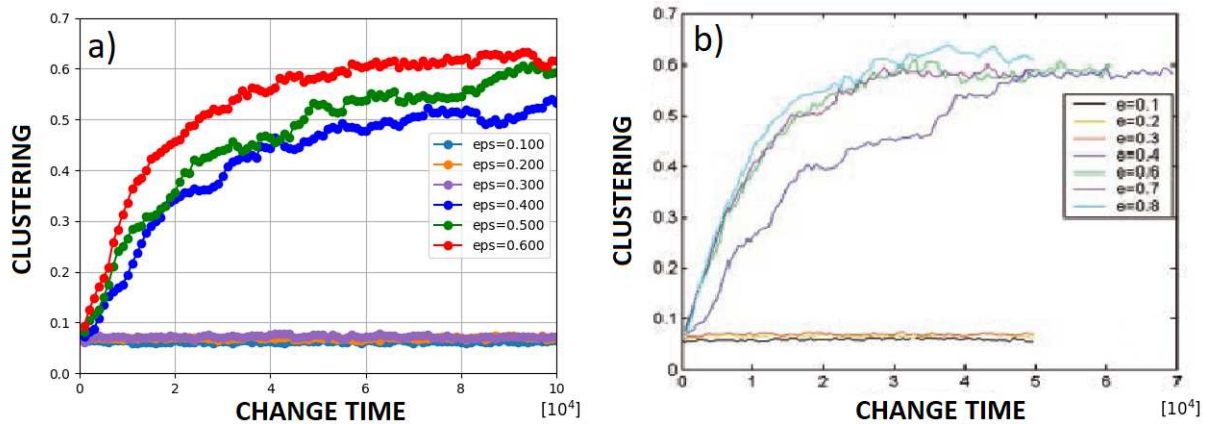 a)
CLUSTERING
0.7
0.6
0.5
0.4
0.3
0.2
0.1
0.0
eps=0.100
eps=0.200
eps=0.300
eps=0.400
eps=0.500
eps=0.600
0 2 4 6 8 10
CHANGE TIME [10⁴]
b)
CLUSTERING
0.7
0.6
0.5
0.4
0.3
0.2
0.1
0
e=0.1
e=0.2
e=0.3
e=0.4
e=0.6
e=0.7
e=0.8
0 1 2 3 4 5 6 7
CHANGE TIME [10⁴]